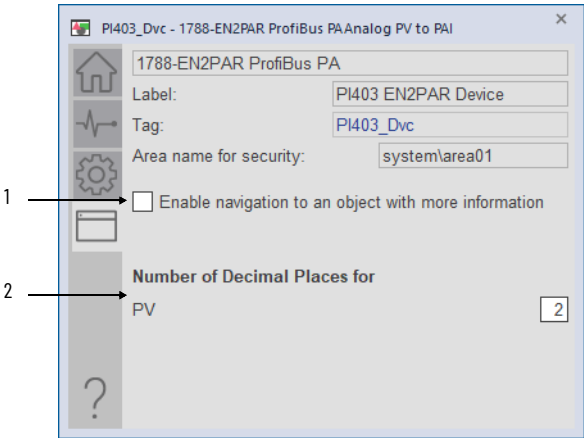 PI403_Dvc - 1788-EN2PAR ProfiBus PAAnalog PV to PAI
1788-EN2PAR ProfiBus PA
Label: PI403 EN2PAR Device
Tag: PI403_Dvc
Area name for security: system\area01
1
Enable navigation to an object with more information
Number of Decimal Places for
2
PV 2
?